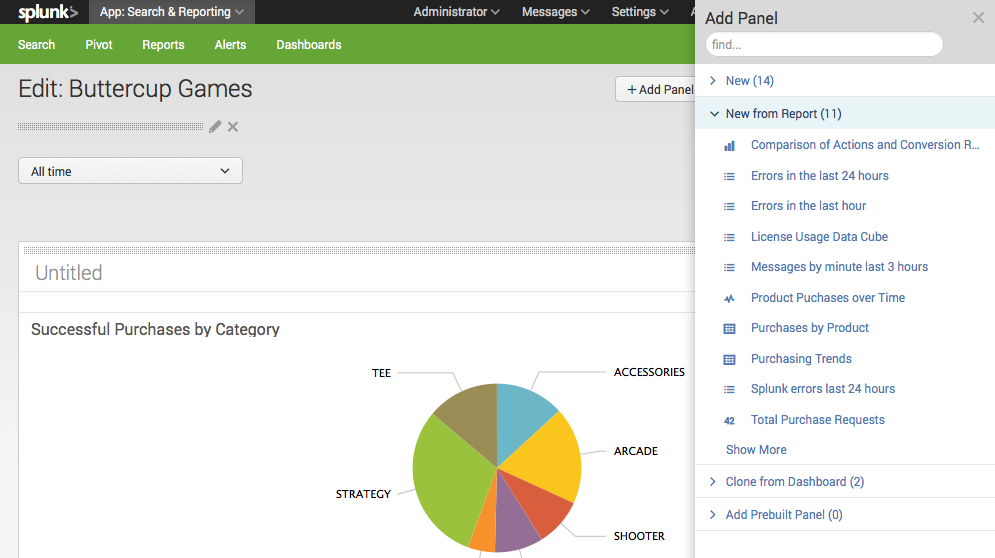 splunk> App: Search & Reporting Administrator Messages Settings
Search Pivot Reports Alerts Dashboards
Edit: Buttercup Games
+ Add Panel
All time
Untitled
Successful Purchases by Category
TEE
ACCESSORIES
ARCADE
STRATEGY
SHOOTER
Add Panel
find...
New (14)
New from Report (11)
Comparison of Actions and Conversion R...
Errors in the last 24 hours
Errors in the last hour
License Usage Data Cube
Messages by minute last 3 hours
Product Puchases over Time
Purchases by Product
Purchasing Trends
Splunk errors last 24 hours
42 Total Purchase Requests
Show More
Clone from Dashboard (2)
Add Prebuilt Panel (0)